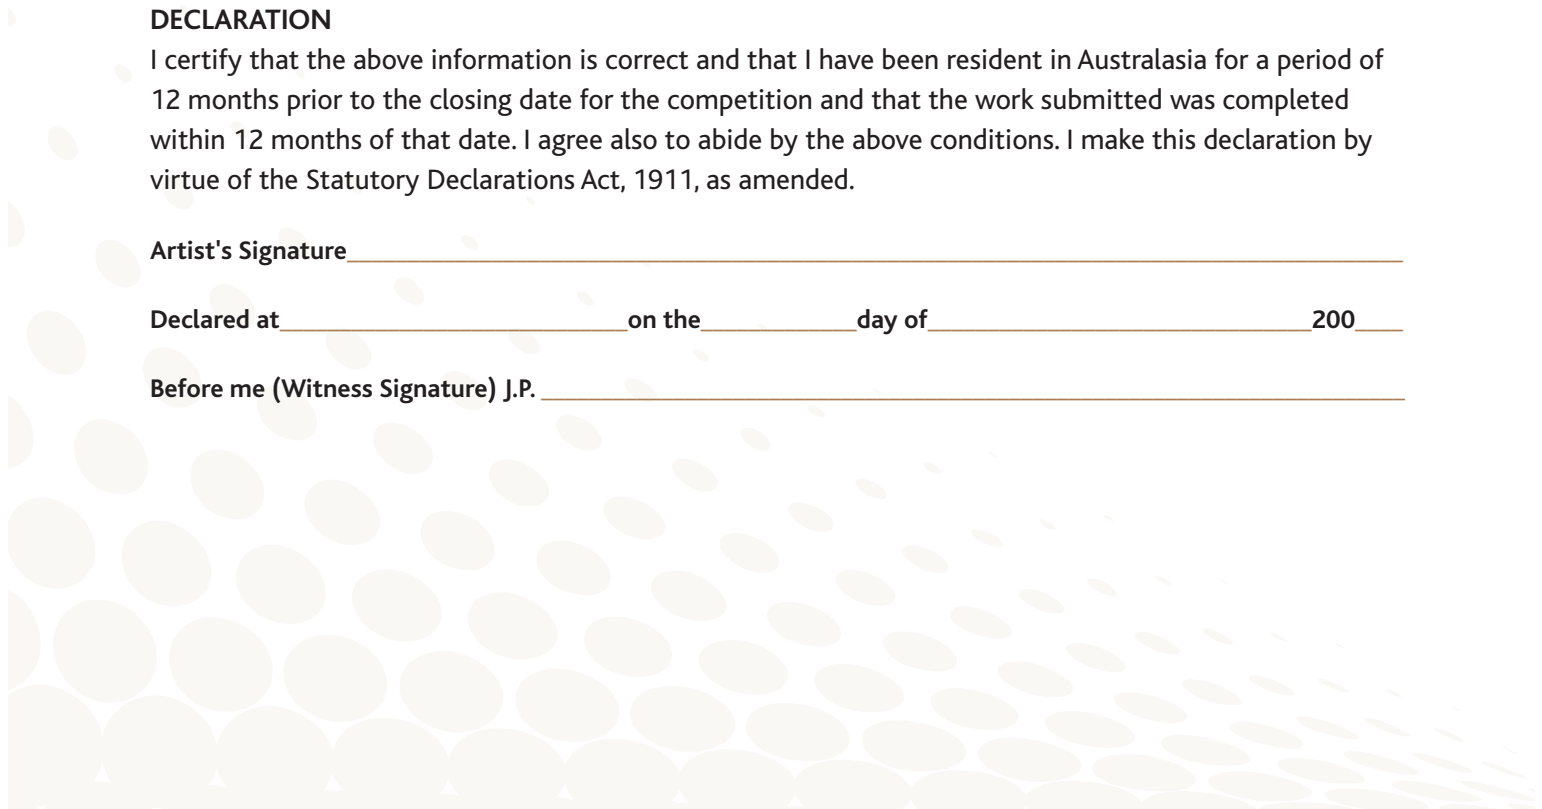 DECLARATION
I certify that the above information is correct and that I have been resident in Australasia for a period of
12 months prior to the closing date for the competition and that the work submitted was completed
within 12 months of that date. I agree also to abide by the above conditions. I make this declaration by
virtue of the Statutory Declarations Act, 1911, as amended.
Artist's Signature
Declared at on the day of 200
Before me (Witness Signature) J.P.